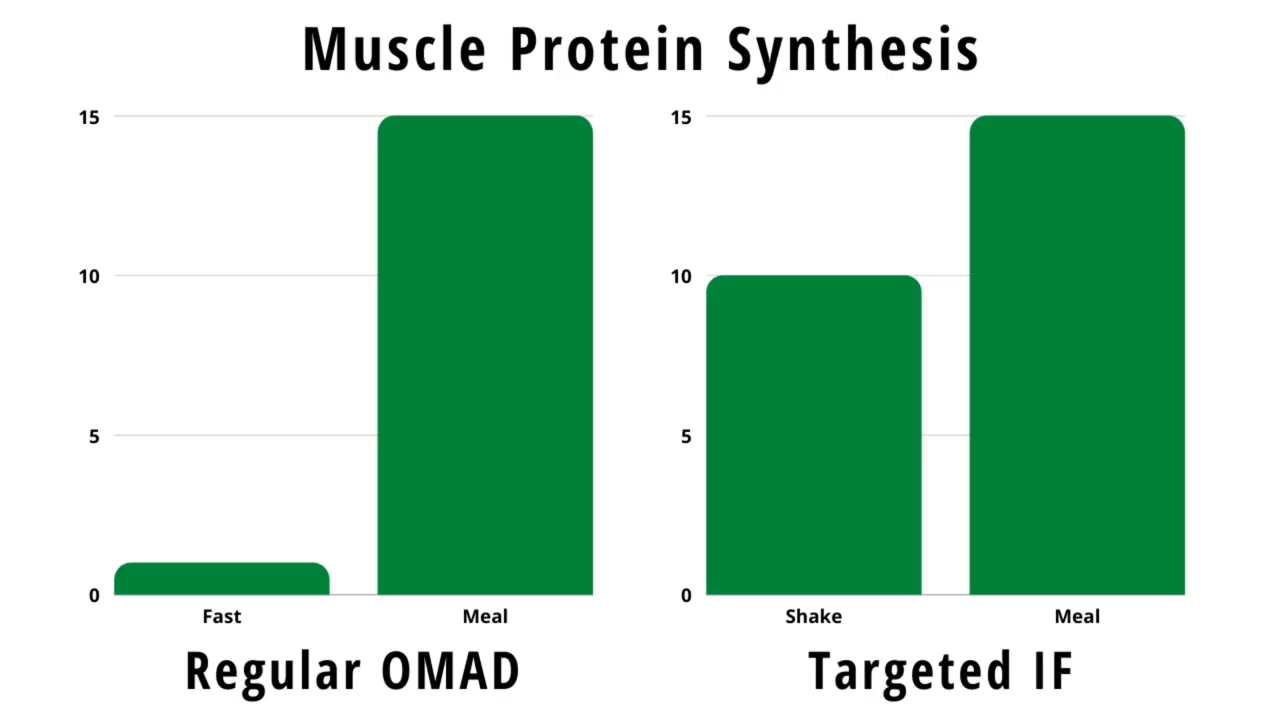 Muscle Protein Synthesis
15
10
5
0
Fast Meal
Regular OMAD
15
10
5
0
Shake Meal
Targeted IF